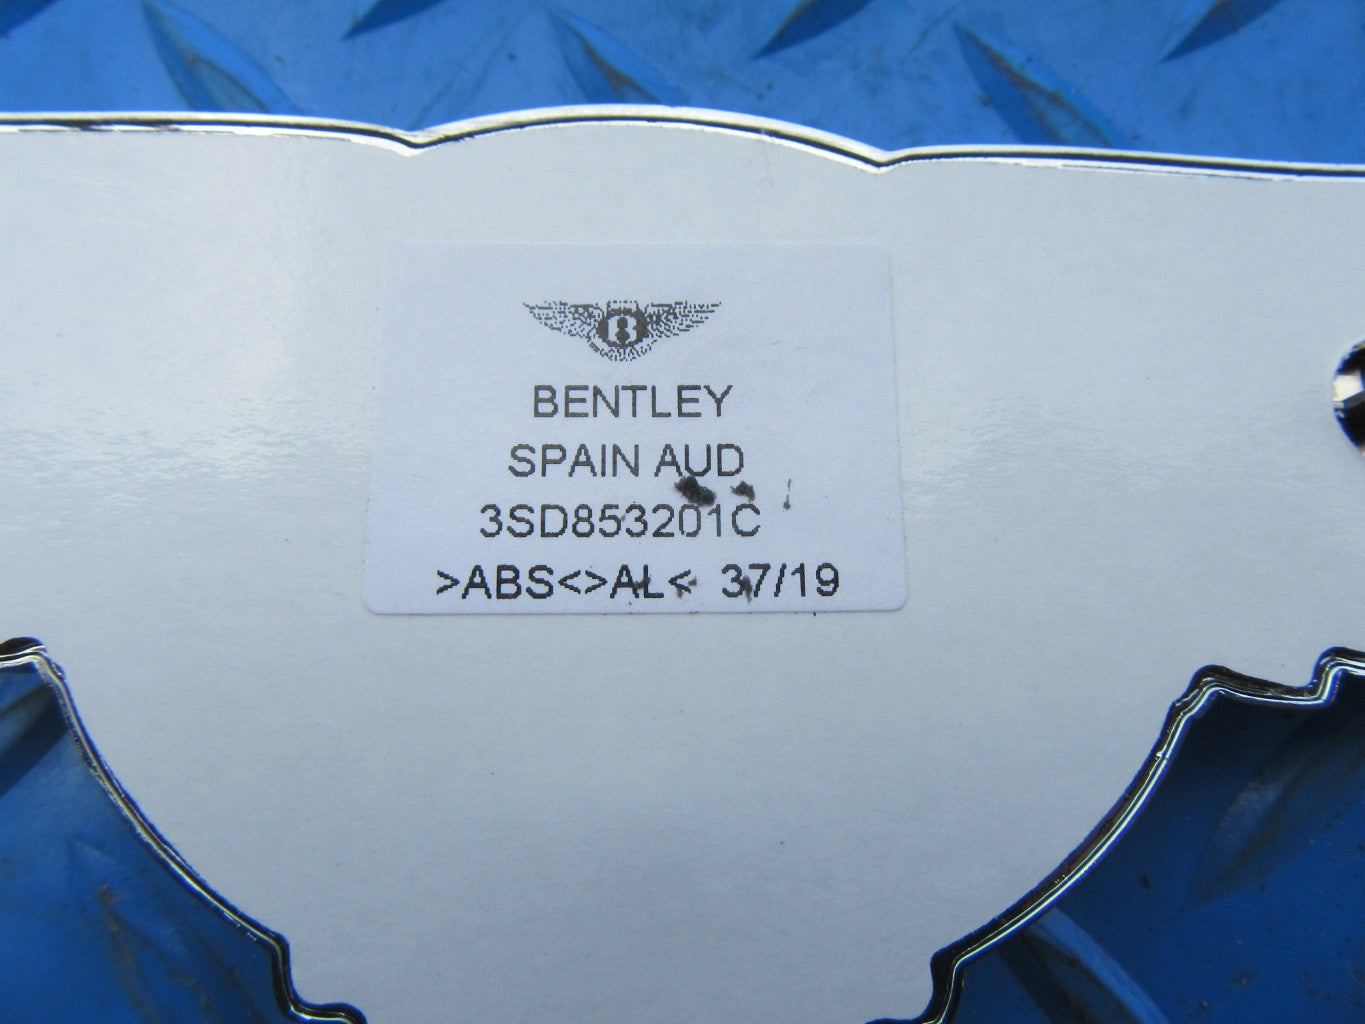 B
BENTLEY
SPAIN AUD
3SD853201C
>ABS<>AL< 37/19